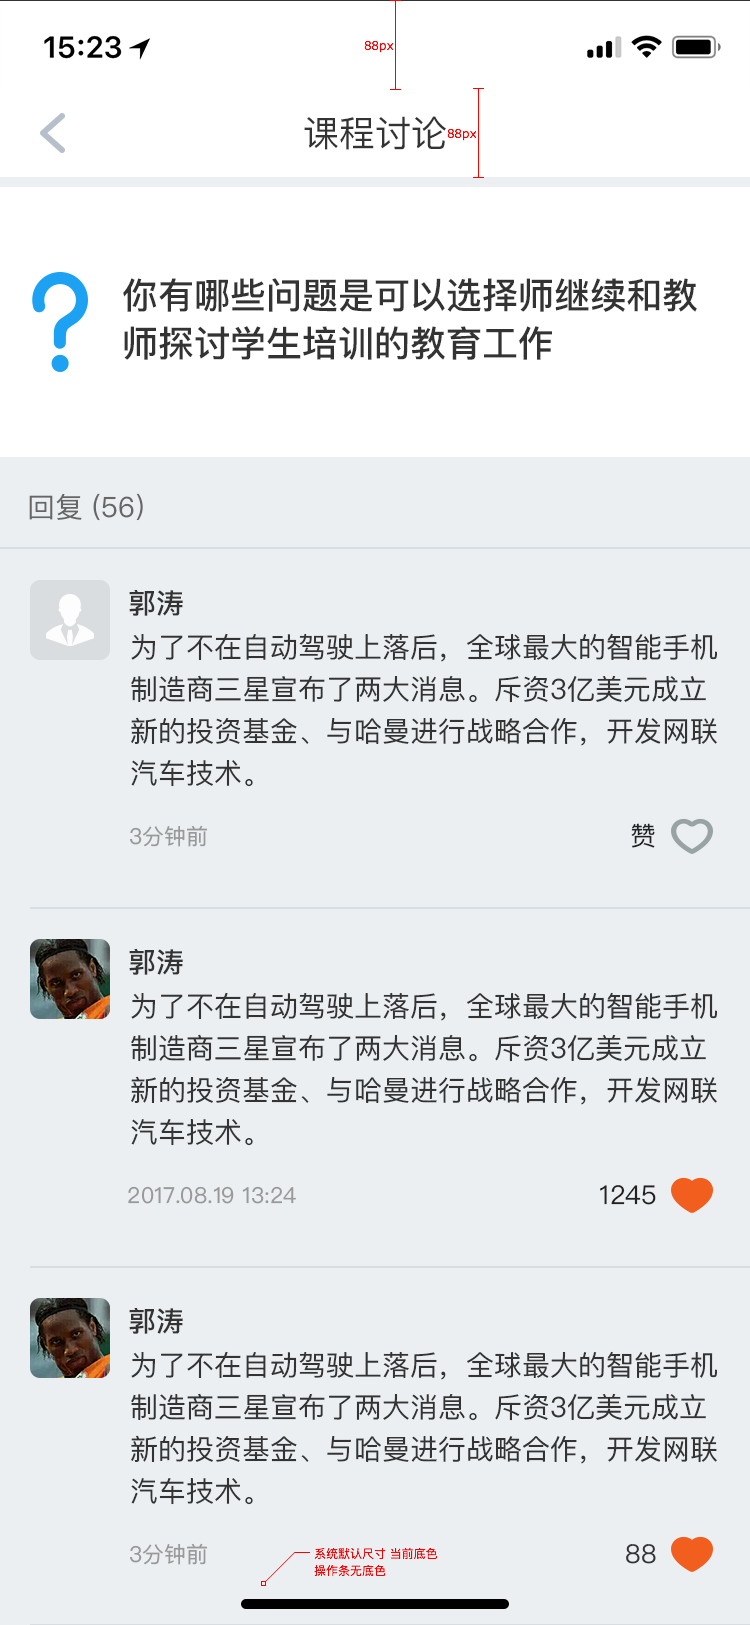 88px
15:23
课程讨论
88px
你有哪些问题是可以选择师继续和教
师探讨学生培训的教育工作
回复 (56)
郭涛
为了不在自动驾驶上落后，全球最大的智能手机
制造商三星宣布了两大消息。斥资3亿美元成立
新的投资基金、与哈曼进行战略合作，开发网联
汽车技术。
3分钟前
赞
郭涛
为了不在自动驾驶上落后，全球最大的智能手机
制造商三星宣布了两大消息。斥资3亿美元成立
新的投资基金、与哈曼进行战略合作，开发网联
汽车技术。
2017.08.19 13:24
1245
郭涛
为了不在自动驾驶上落后，全球最大的智能手机
制造商三星宣布了两大消息。斥资3亿美元成立
新的投资基金、与哈曼进行战略合作，开发网联
汽车技术。
3分钟前
系统默认尺寸 当前底色
操作条无底色
88